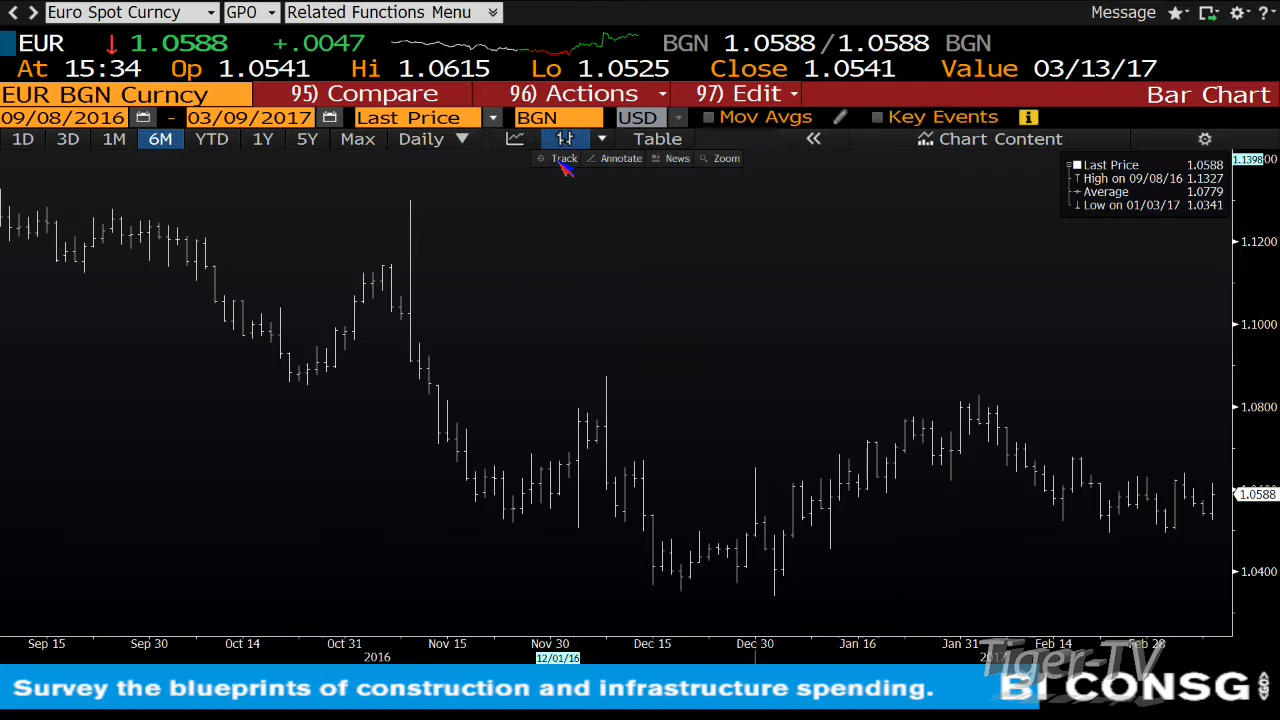 Euro Spot Curncy GPO Related Functions Menu Message ?
EUR ↓ 1.0588 +.0047 BGN 1.0588/1.0588 BGN
At 15:34 Op 1.0541 Hi 1.0615 Lo 1.0525 Close 1.0541 Value 03/13/17
EUR BGN Curncy 95) Compare 96) Actions 97) Edit Bar Chart
09/08/2016 - 03/09/2017 Last Price BGN USD Mov Avgs Key Events
1D 3D 1M 6M YTD 1Y 5Y Max Daily ▼ Table « Chart Content
Track Annotate News Zoom
Last Price 1.0588
High on 09/08/16 1.1327
Average 1.0779
Low on 01/03/17 1.0341
1.1398
1.1200
1.1000
1.0800
1.0588
1.0400
Sep 15 Sep 30 Oct 14 Oct 31 Nov 15 Nov 30 Dec 15 Dec 30 Jan 16 Jan 31 Feb 14 Feb 28
2016 12/01/16 2017
Tiger-TV
Survey the blueprints of construction and infrastructure spending. BI CONSG <GO>